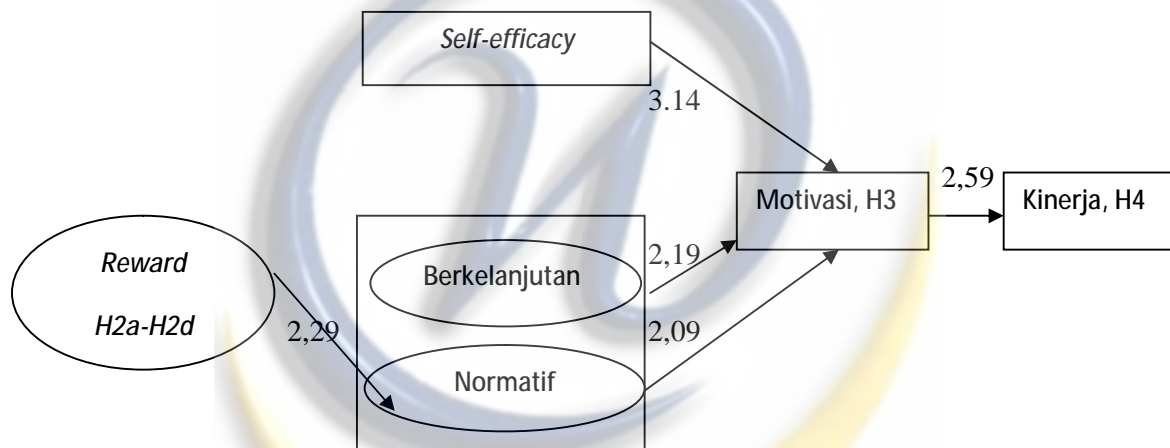 Self-efficacy
3.14
Motivasi, H3
2,59
Kinerja, H4
Reward
H2a-H2d
2,29
Berkelanjutan
2,19
2,09
Normatif